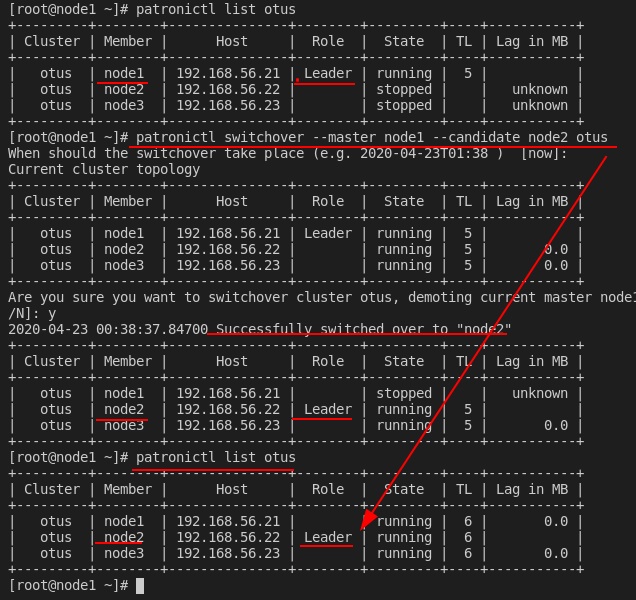 [root@node1 ~]# patronictl list otus
+---------+--------+---------------+--------+---------+----+-----------+
| Cluster | Member |      Host     |  Role  |  State  | TL | Lag in MB |
+---------+--------+---------------+--------+---------+----+-----------+
|   otus  | node1  | 192.168.56.21 | Leader | running |  5 |           |
|   otus  | node2  | 192.168.56.22 |        | stopped |    |   unknown |
|   otus  | node3  | 192.168.56.23 |        | stopped |    |   unknown |
+---------+--------+---------------+--------+---------+----+-----------+
[root@node1 ~]# patronictl switchover --master node1 --candidate node2 otus
When should the switchover take place (e.g. 2020-04-23T01:38 )  [now]:
Current cluster topology
+---------+--------+---------------+--------+---------+----+-----------+
| Cluster | Member |      Host     |  Role  |  State  | TL | Lag in MB |
+---------+--------+---------------+--------+---------+----+-----------+
|   otus  | node1  | 192.168.56.21 | Leader | running |  5 |           |
|   otus  | node2  | 192.168.56.22 |        | running |  5 |       0.0 |
|   otus  | node3  | 192.168.56.23 |        | running |  5 |       0.0 |
+---------+--------+---------------+--------+---------+----+-----------+
Are you sure you want to switchover cluster otus, demoting current master node1
/N]: y
2020-04-23 00:38:37.84700 Successfully switched over to "node2"
+---------+--------+---------------+--------+---------+----+-----------+
| Cluster | Member |      Host     |  Role  |  State  | TL | Lag in MB |
+---------+--------+---------------+--------+---------+----+-----------+
|   otus  | node1  | 192.168.56.21 |        | stopped |    |   unknown |
|   otus  | node2  | 192.168.56.22 | Leader | running |  5 |           |
|   otus  | node3  | 192.168.56.23 |        | running |  5 |       0.0 |
+---------+--------+---------------+--------+---------+----+-----------+
[root@node1 ~]# patronictl list otus
+---------+--------+---------------+--------+---------+----+-----------+
| Cluster | Member |      Host     |  Role  |  State  | TL | Lag in MB |
+---------+--------+---------------+--------+---------+----+-----------+
|   otus  | node1  | 192.168.56.21 |        | running |  6 |       0.0 |
|   otus  | node2  | 192.168.56.22 | Leader | running |  6 |           |
|   otus  | node3  | 192.168.56.23 |        | running |  6 |       0.0 |
+---------+--------+---------------+--------+---------+----+-----------+
[root@node1 ~]#